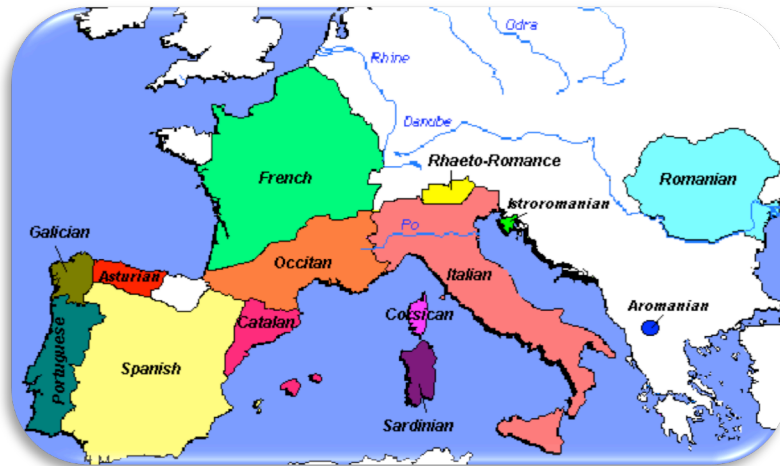 Odra
Rhine
Danube
Rhaeto-Romance
French
Romanian
Istroromanian
Galician
Po
Asturian
Occitan
Italian
Aromanian
Corsican
Catalan
Portuguese
Spanish
Sardinian